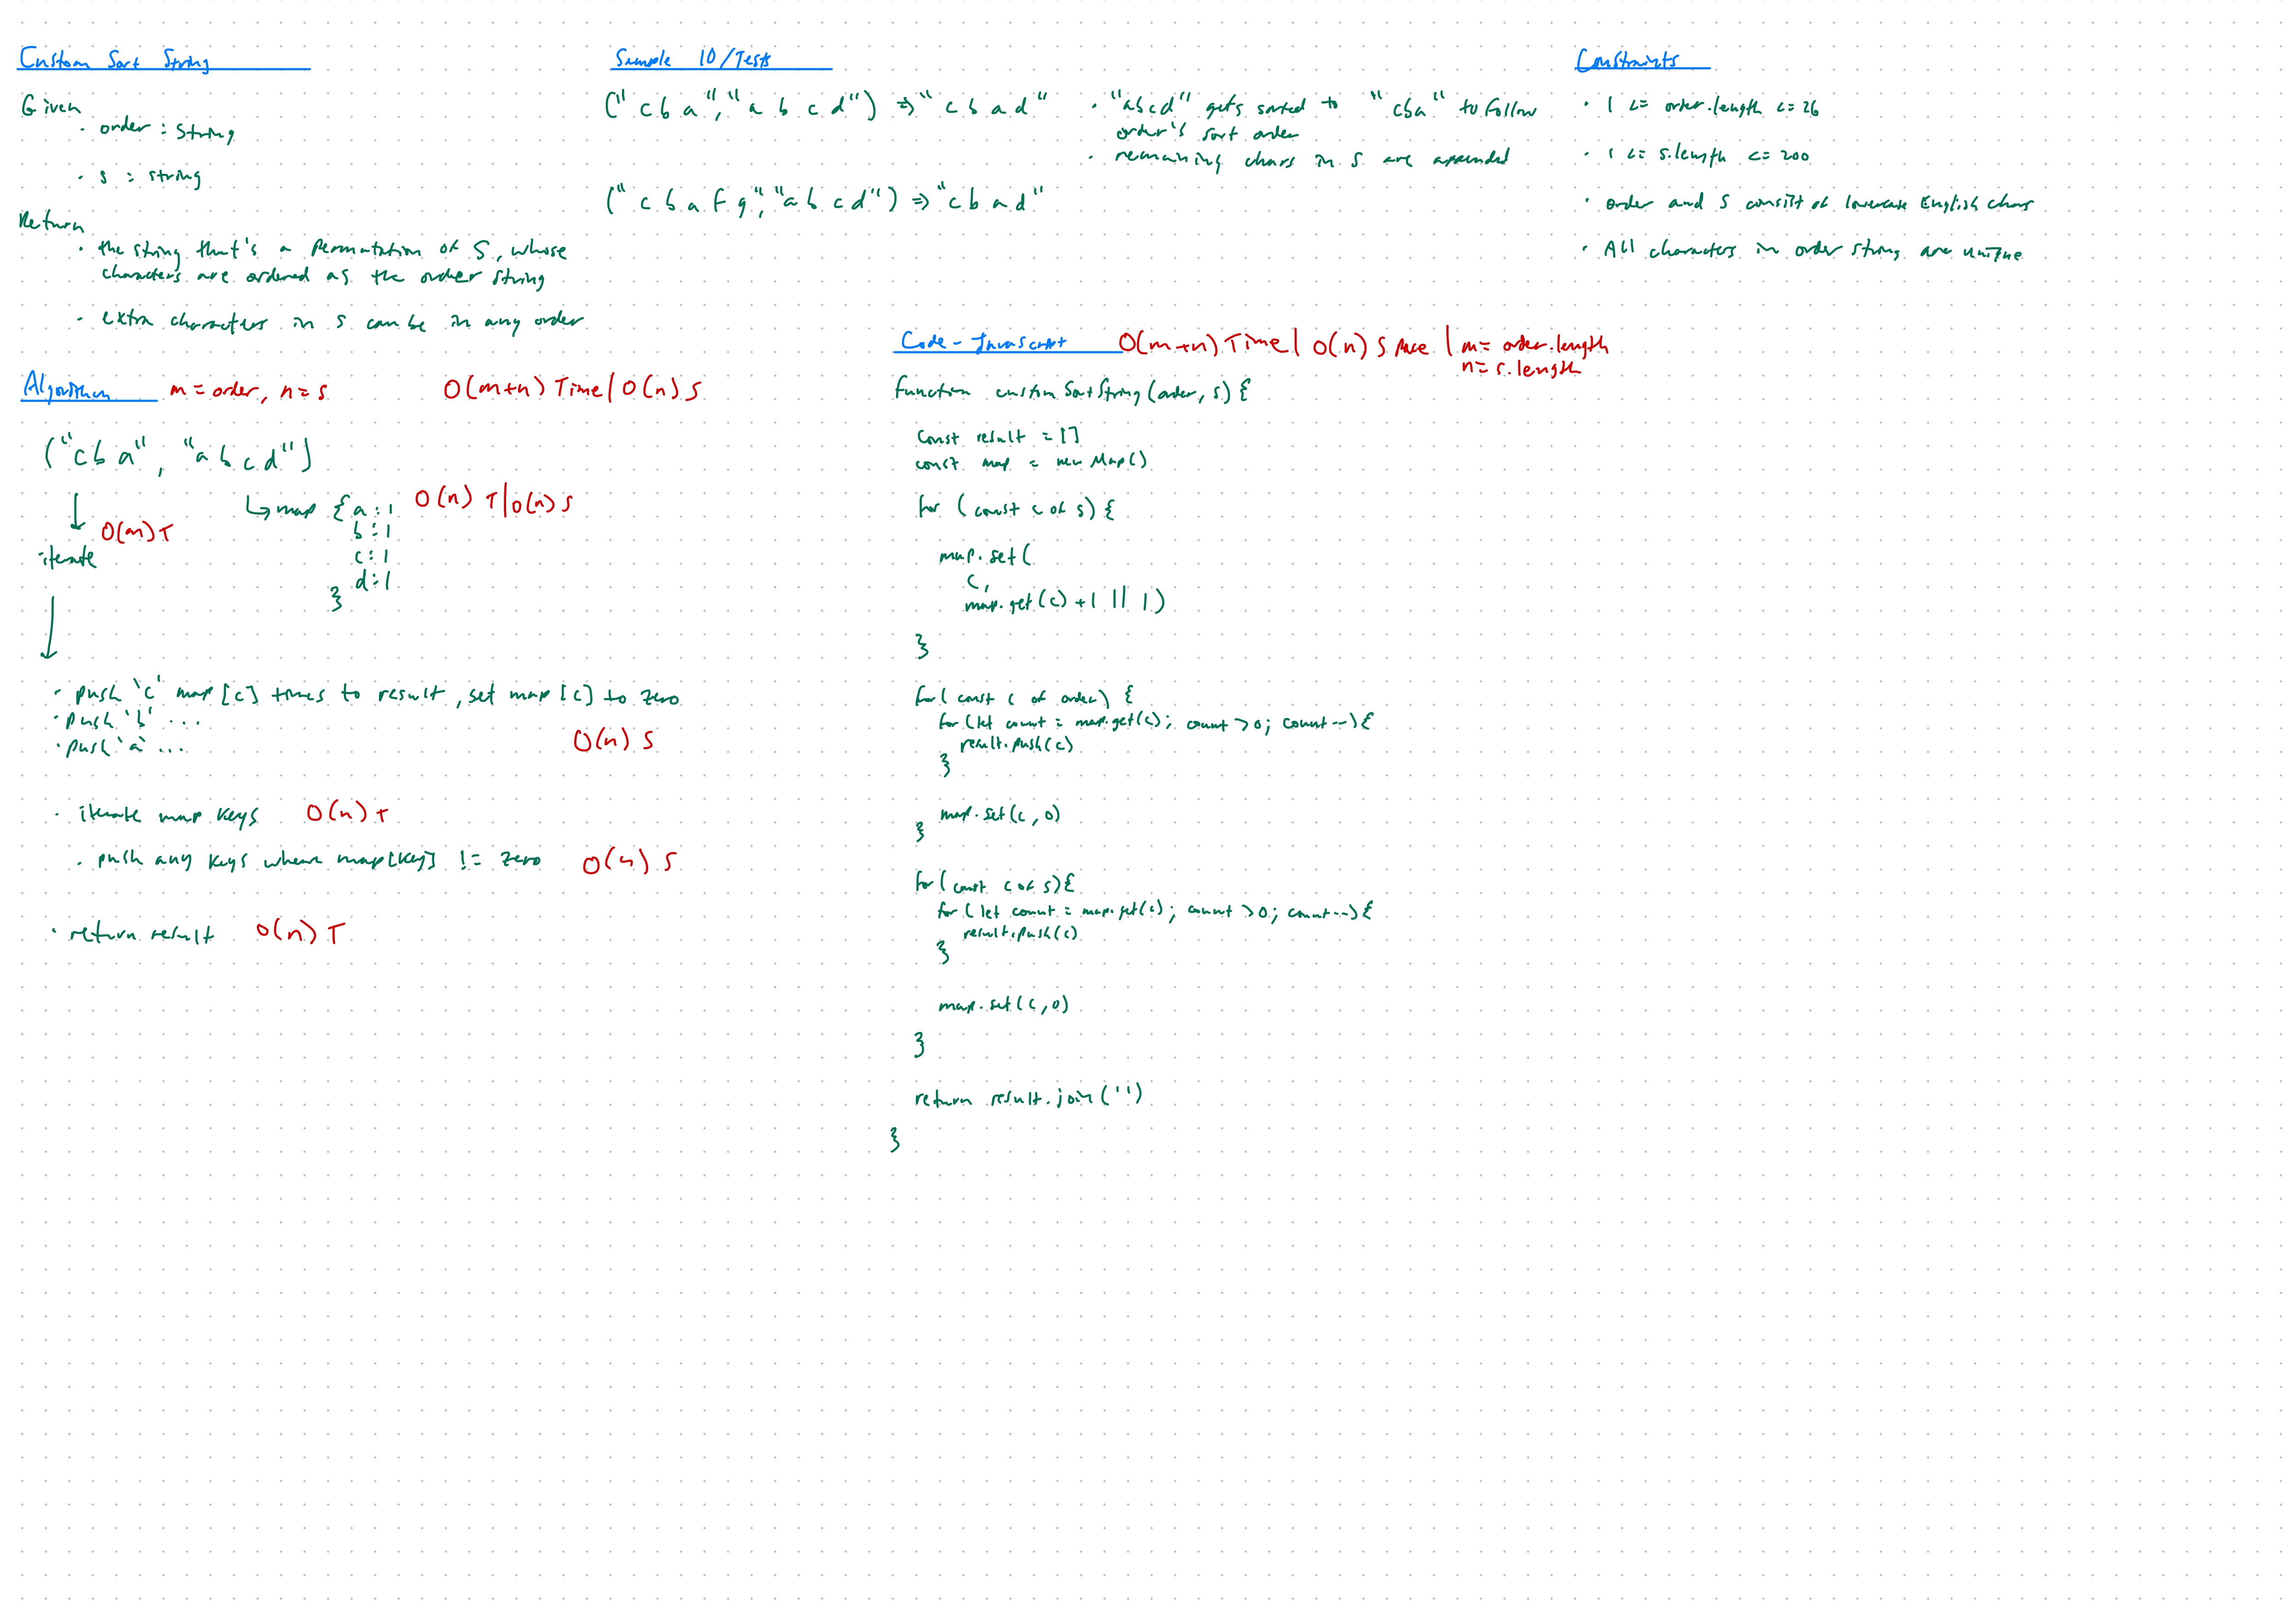 Custom Sort String
Given
· order : string
· s : string
Return
· the string that's a permutation of S, whose
characters are ordered as the order string
· extra characters in s can be in any order
Sample IO/Tests
("c b a", "a b c d") => "c b a d"
· "abcd" gets sorted to "cba" to follow
order's sort order
· remaining chars in s are appended
("c b a f g", "a b c d") => "c b a d"
Constraints
· 1 <= order.length <= 26
· 1 <= s.length <= 200
· order and s consist of lowercase English chars
· All characters in order string are unique
Algorithm m = order, n = s O(m+n) Time | O(n) S
("c b a", "a b c d")
↳ map { a : 1 O(n) T | O(n) S
b : 1
c : 1
d : 1
}
↓ O(m) T
iterate
↓
· push 'c' map[c] times to result, set map[c] to zero
· push 'b' ...
· push 'a' ... O(n) S
· iterate map keys O(n) T
· push any keys where map[key] != zero O(n) S
· return result O(n) T
Code - Javascript O(m+n) Time | O(n) Space | m = order.length
n = s.length
function customSortString(order, s) {
const result = []
const map = new Map()
for (const c of s) {
map.set(
c,
map.get(c) + 1 || 1)
}
for (const c of order) {
for (let count = map.get(c); count > 0; count--) {
result.push(c)
}
map.set(c, 0)
}
for (const c of s) {
for (let count = map.get(c); count > 0; count--) {
result.push(c)
}
map.set(c, 0)
}
return result.join('')
}